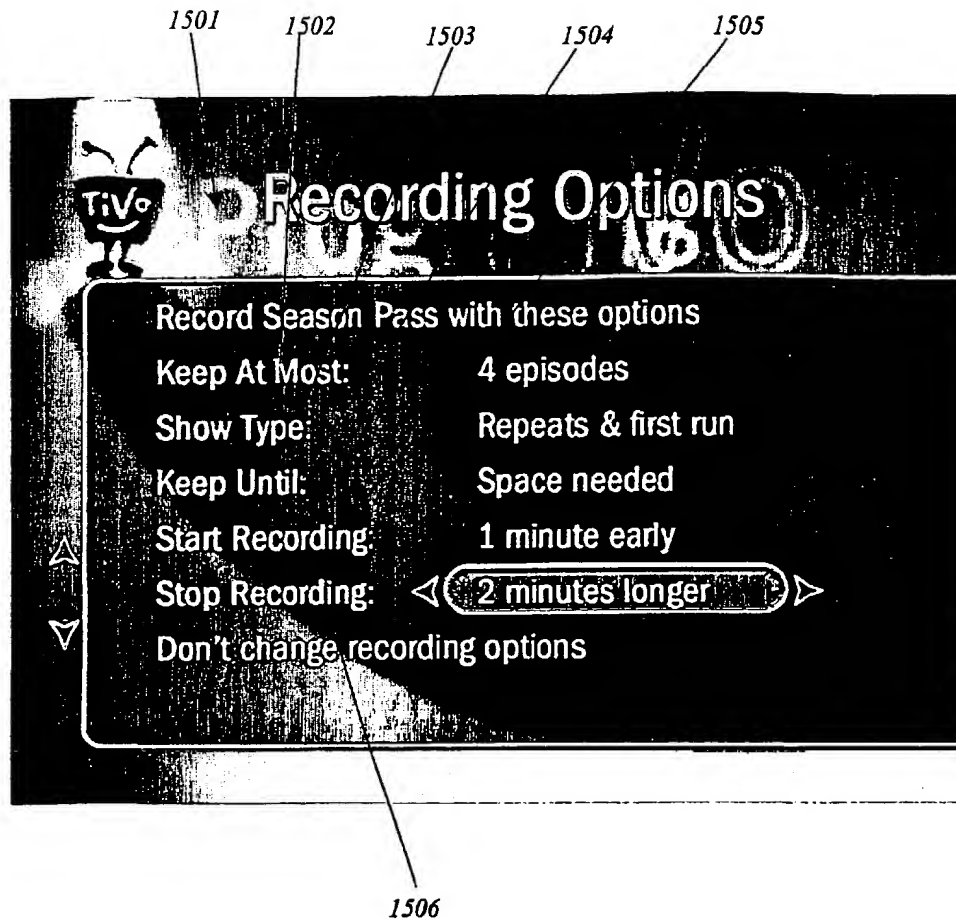 1501 1502 1503 1504 1505
TiVo
Recording Options
Record Season Pass with these options
Keep At Most: 4 episodes
Show Type: Repeats & first run
Keep Until: Space needed
Start Recording: 1 minute early
Stop Recording: 2 minutes longer
Don't change recording options
1506